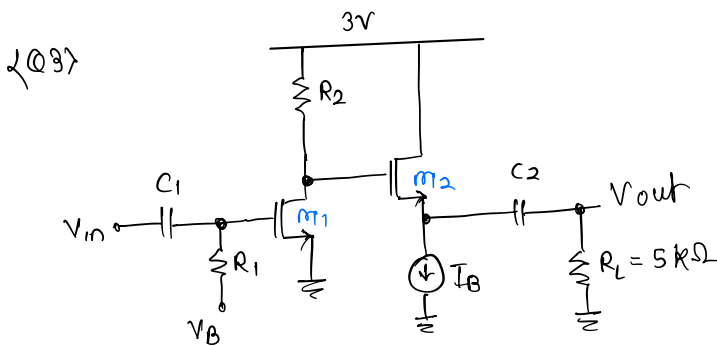 3V
<Q3>
R2
C1
M1
M2
C2
Vout
Vin
R1
IB
RL = 5kΩ
VB